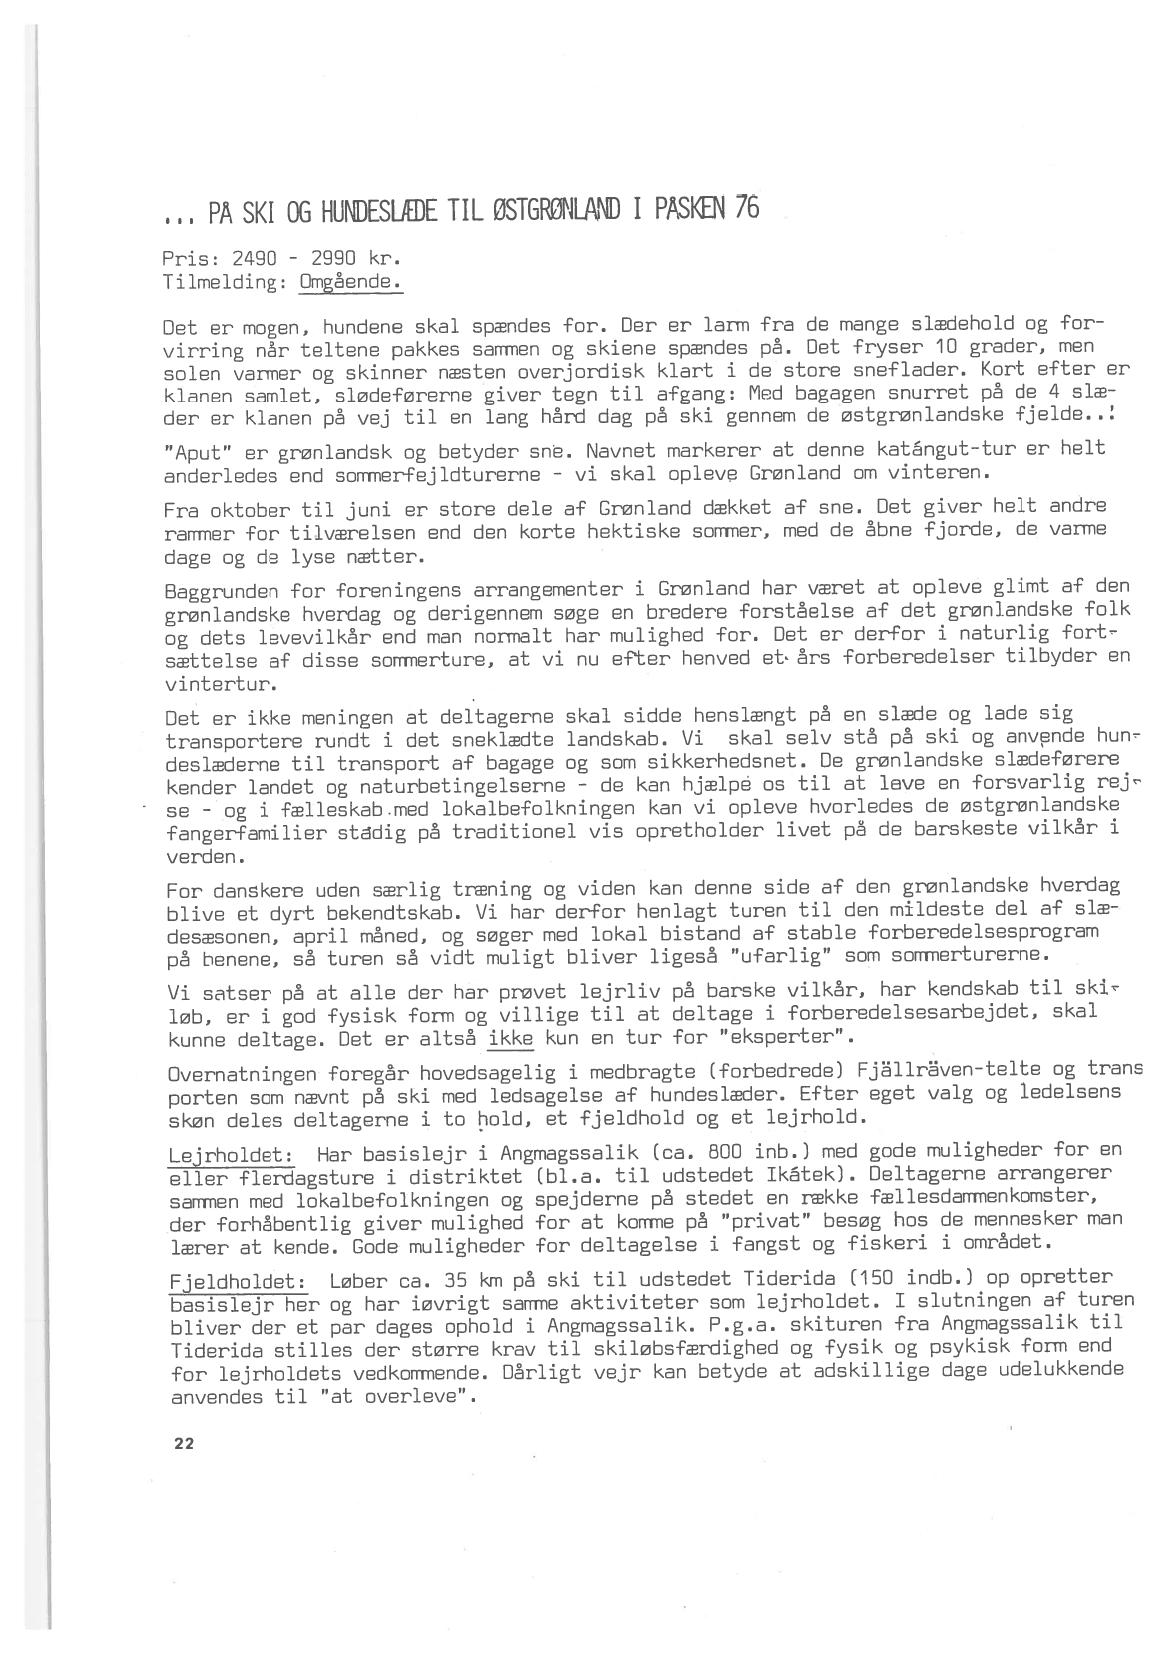 ... PÅ SKI OG HUNDESLÆDE TIL ØSTGRØNLAND I PÅSKEN 76
Pris: 2490 - 2990 kr.
Tilmelding: Omgående.
Det er mogen, hundene skal spændes for. Der er larm fra de mange slædehold og for-
virring når teltene pakkes sammen og skiene spændes på. Det fryser 10 grader, men
solen varmer og skinner næsten overjordisk klart i de store sneflader. Kort efter er
klanen samlet, slødeførerne giver tegn til afgang: Med bagagen snurret på de 4 slæ-
der er klanen på vej til en lang hård dag på ski gennem de østgrønlandske fjelde..!
"Aput" er grønlandsk og betyder sne. Navnet markerer at denne katángut-tur er helt
anderledes end sommerfejldturerne - vi skal opleve Grønland om vinteren.
Fra oktober til juni er store dele af Grønland dækket af sne. Det giver helt andre
rammer for tilværelsen end den korte hektiske sommer, med de åbne fjorde, de varme
dage og de lyse nætter.
Baggrunden for foreningens arrangementer i Grønland har været at opleve glimt af den
grønlandske hverdag og derigennem søge en bredere forståelse af det grønlandske folk
og dets levevilkår end man normalt har mulighed for. Det er derfor i naturlig fort-
sættelse af disse sommerture, at vi nu efter henved et års forberedelser tilbyder en
vintertur.
Det er ikke meningen at deltagerne skal sidde henslængt på en slæde og lade sig
transportere rundt i det sneklædte landskab. Vi skal selv stå på ski og anvende hun-
deslæderne til transport af bagage og som sikkerhedsnet. De grønlandske slædeførere
kender landet og naturbetingelserne - de kan hjælpe os til at lave en forsvarlig rej-
se - og i fælleskab med lokalbefolkningen kan vi opleve hvorledes de østgrønlandske
fangerfamilier stadig på traditionel vis opretholder livet på de barskeste vilkår i
verden.
For danskere uden særlig træning og viden kan denne side af den grønlandske hverdag
blive et dyrt bekendtskab. Vi har derfor henlagt turen til den mildeste del af slæ-
desæsonen, april måned, og søger med lokal bistand af stable forberedelsesprogram
på benene, så turen så vidt muligt bliver ligeså "ufarlig" som sommerturerne.
Vi satser på at alle der har prøvet lejrliv på barske vilkår, har kendskab til ski-
løb, er i god fysisk form og villige til at deltage i forberedelsesarbejdet, skal
kunne deltage. Det er altså ikke kun en tur for "eksperter".
Overnatningen foregår hovedsagelig i medbragte (forbedrede) Fjällräven-telte og trans
porten som nævnt på ski med ledsagelse af hundeslæder. Efter eget valg og ledelsens
skøn deles deltagerne i to hold, et fjeldhold og et lejrhold.
Lejrholdet: Har basislejr i Angmagssalik (ca. 800 inb.) med gode muligheder for en
eller flerdagsture i distriktet (bl.a. til udstedet Ikátek). Deltagerne arrangerer
sammen med lokalbefolkningen og spejderne på stedet en række fællesdammenkomster,
der forhåbentlig giver mulighed for at komme på "privat" besøg hos de mennesker man
lærer at kende. Gode muligheder for deltagelse i fangst og fiskeri i området.
Fjeldholdet: Løber ca. 35 km på ski til udstedet Tiderida (150 indb.) op opretter
basislejr her og har iøvrigt samme aktiviteter som lejrholdet. I slutningen af turen
bliver der et par dages ophold i Angmagssalik. P.g.a. skituren fra Angmagssalik til
Tiderida stilles der større krav til skiløbsfærdighed og fysik og psykisk form end
for lejrholdets vedkommende. Dårligt vejr kan betyde at adskillige dage udelukkende
anvendes til "at overleve".
22